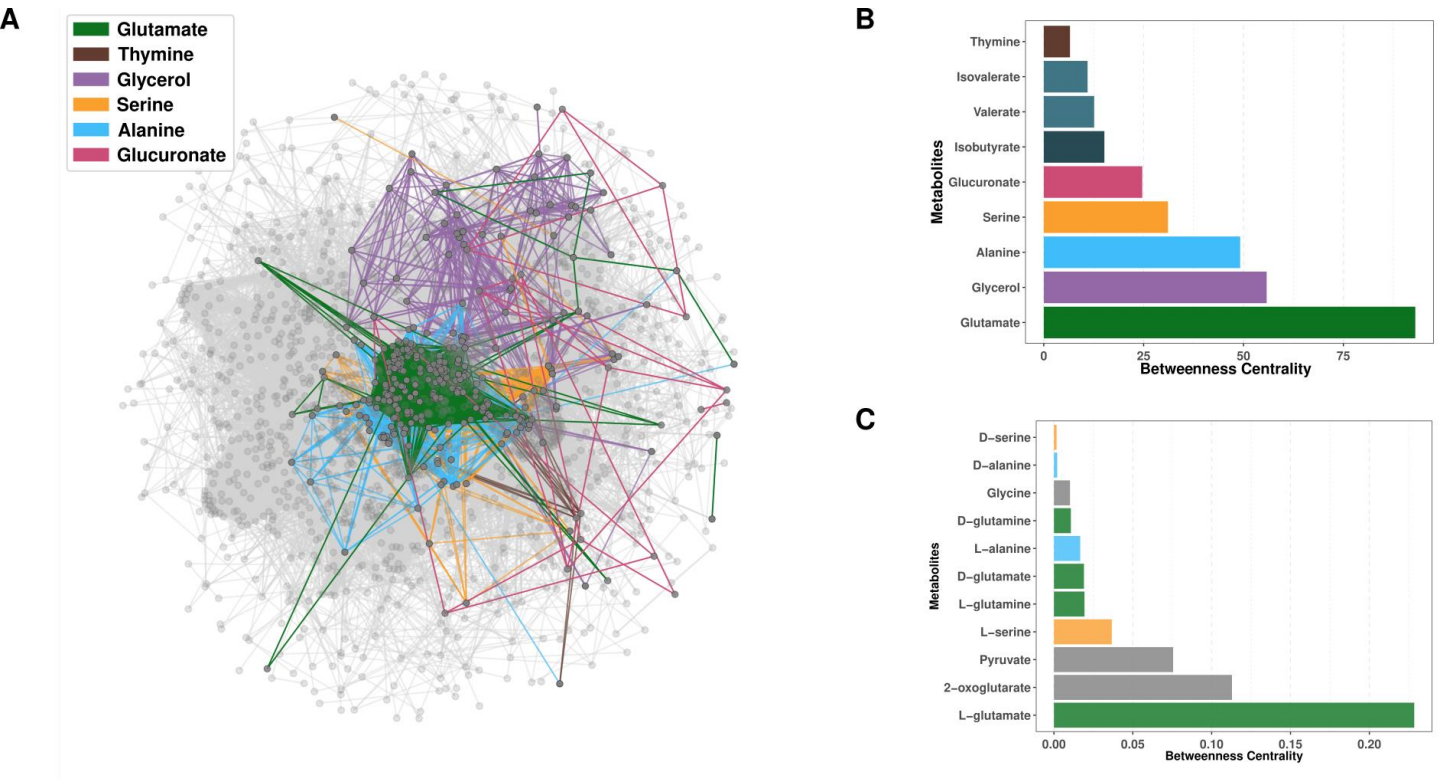 A
Glutamate
Thymine
Glycerol
Serine
Alanine
Glucuronate
B
Metabolites
Thymine
Isovalerate
Valerate
Isobutyrate
Glucuronate
Serine
Alanine
Glycerol
Glutamate
0 25 50 75
Betweenness Centrality
C
Metabolites
D−serine
D−alanine
Glycine
D−glutamine
L−alanine
D−glutamate
L−glutamine
L−serine
Pyruvate
2−oxoglutarate
L−glutamate
0.00 0.05 0.10 0.15 0.20
Betweenness Centrality